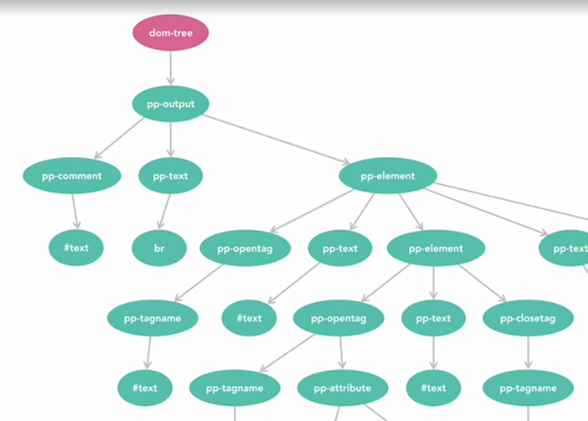 dom-tree
pp-output
pp-comment pp-text pp-element
#text br pp-opentag pp-text pp-element pp-text
pp-tagname #text pp-opentag pp-text pp-closetag
#text pp-tagname pp-attribute #text pp-tagname